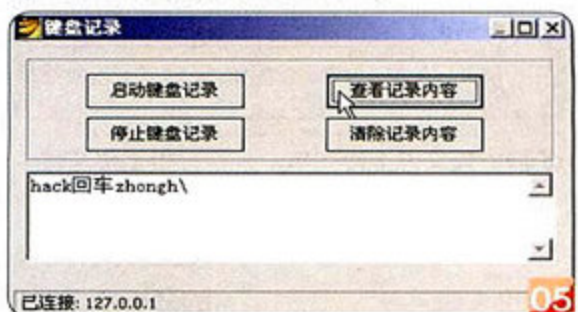 键盘记录
启动键盘记录 查看记录内容
停止键盘记录 清除记录内容
hack回车zhongh\
已连接: 127.0.0.1
05